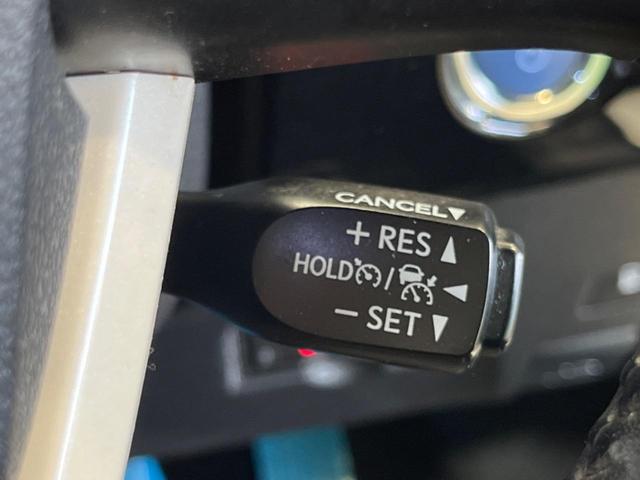 CANCEL▼
+ RES ▲
HOLD / ◄
− SET ▼